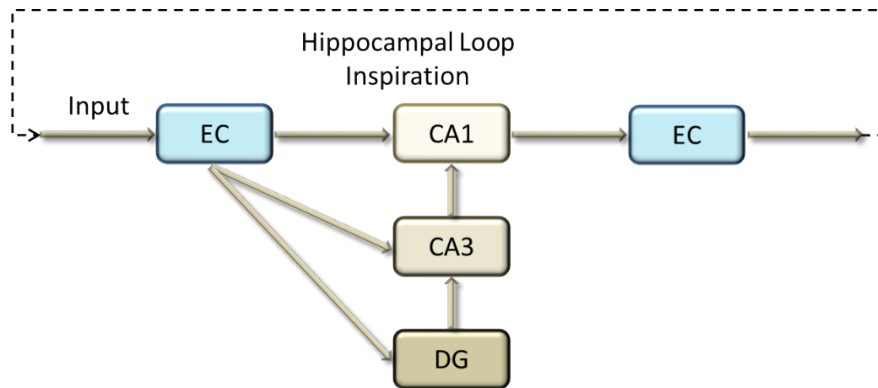 Hippocampal Loop
Inspiration
Input
EC
CA1
EC
CA3
DG